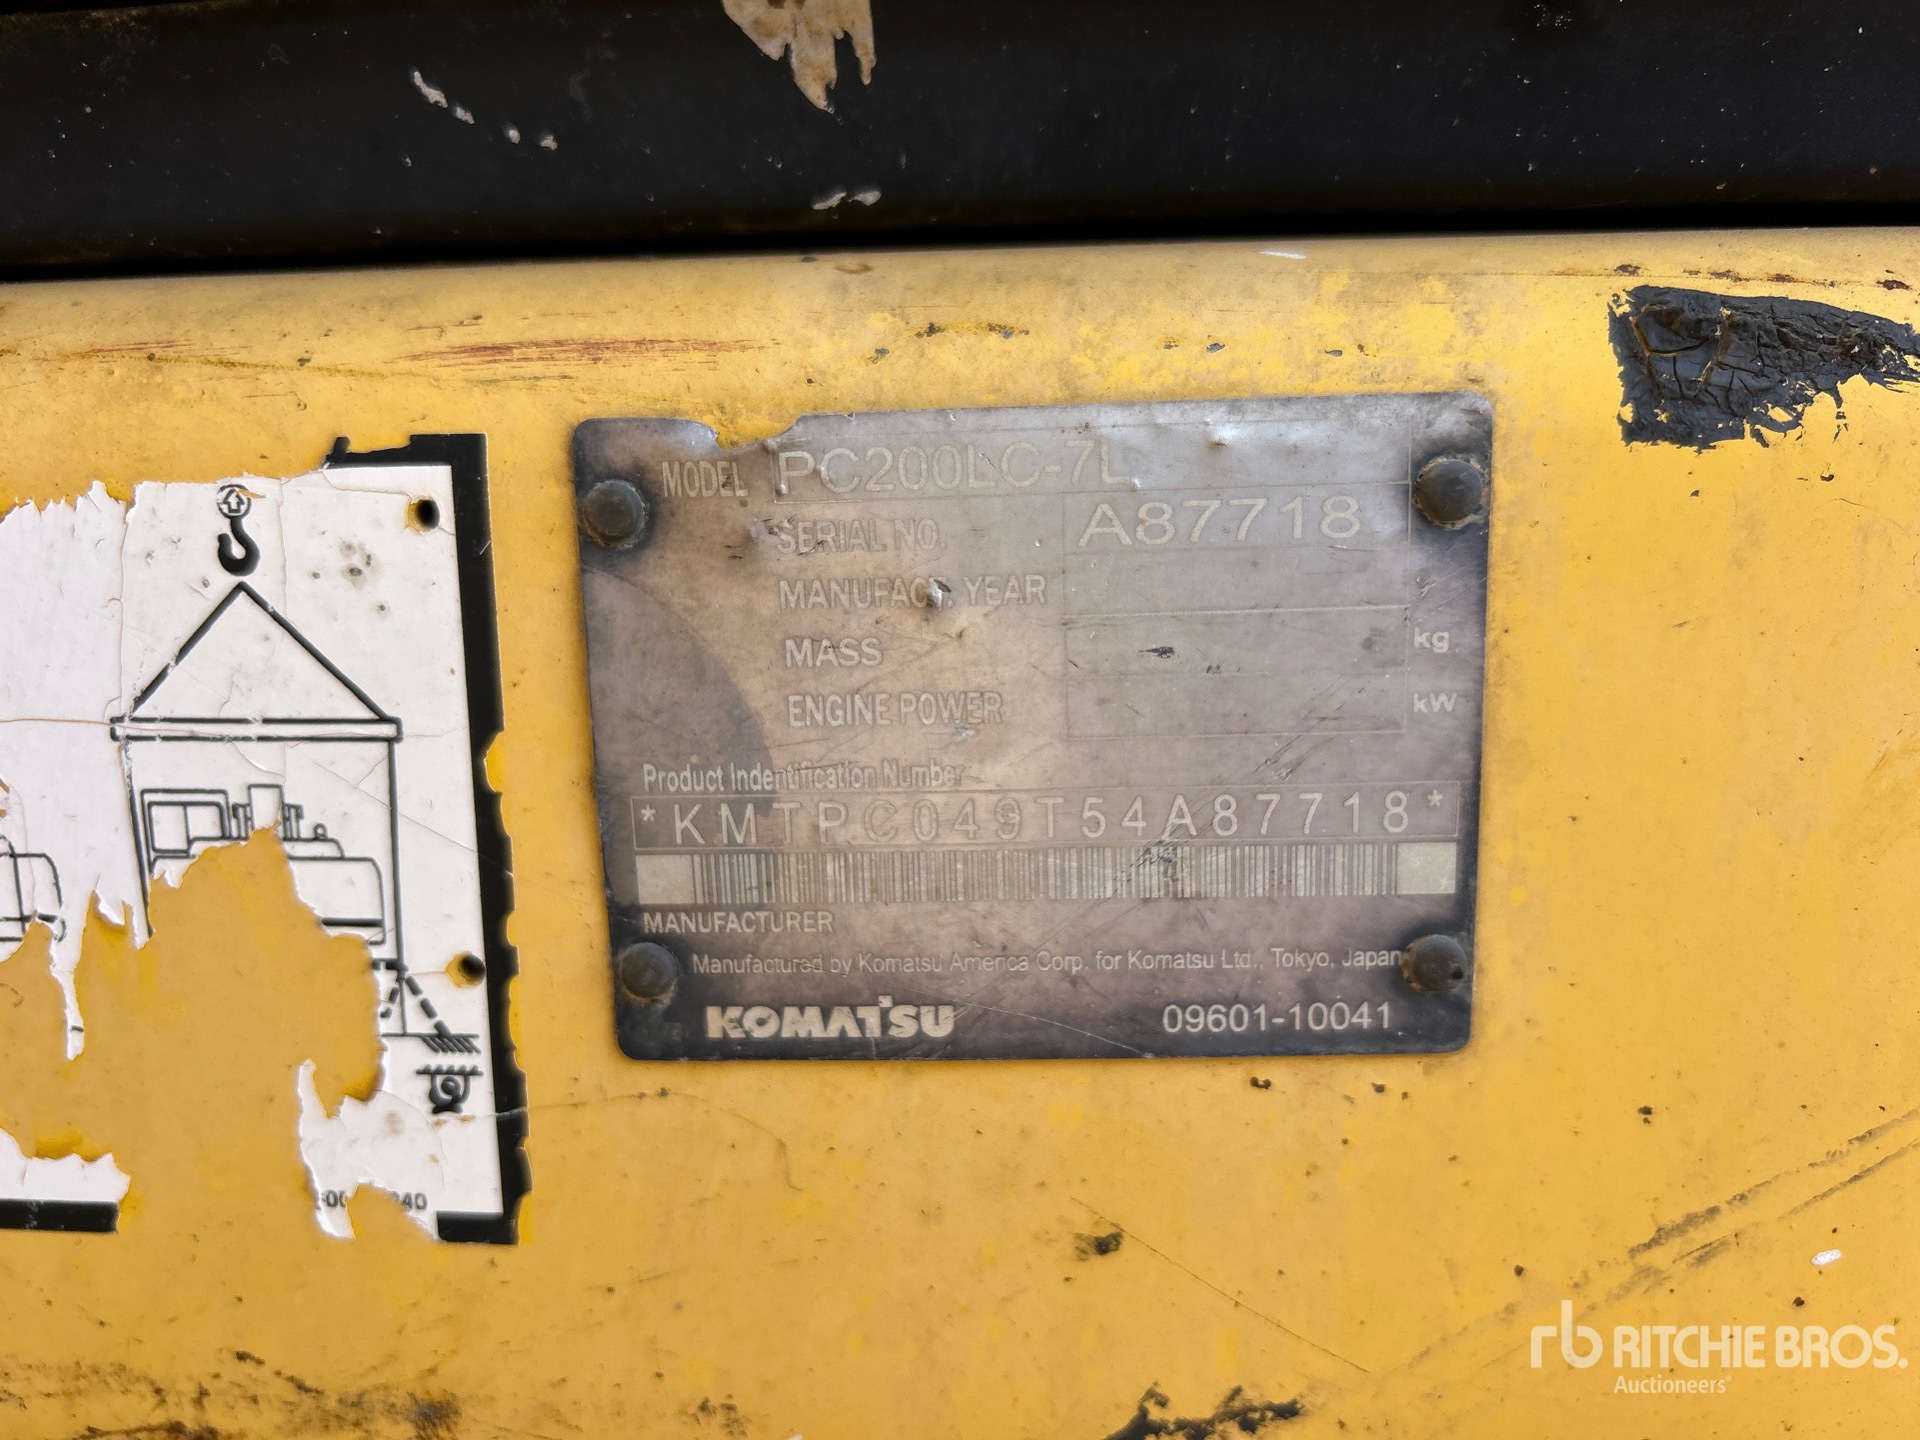 MODEL PC200LC-7L
SERIAL NO. A87718
MANUFACT. YEAR
MASS kg
ENGINE POWER kW
Product Indentification Number
*KMTPC049T54A87718*
MANUFACTURER
Manufactured by Komatsu America Corp. for Komatsu Ltd., Tokyo, Japan
KOMATSU 09601-10041
rb RITCHIE BROS.
Auctioneers